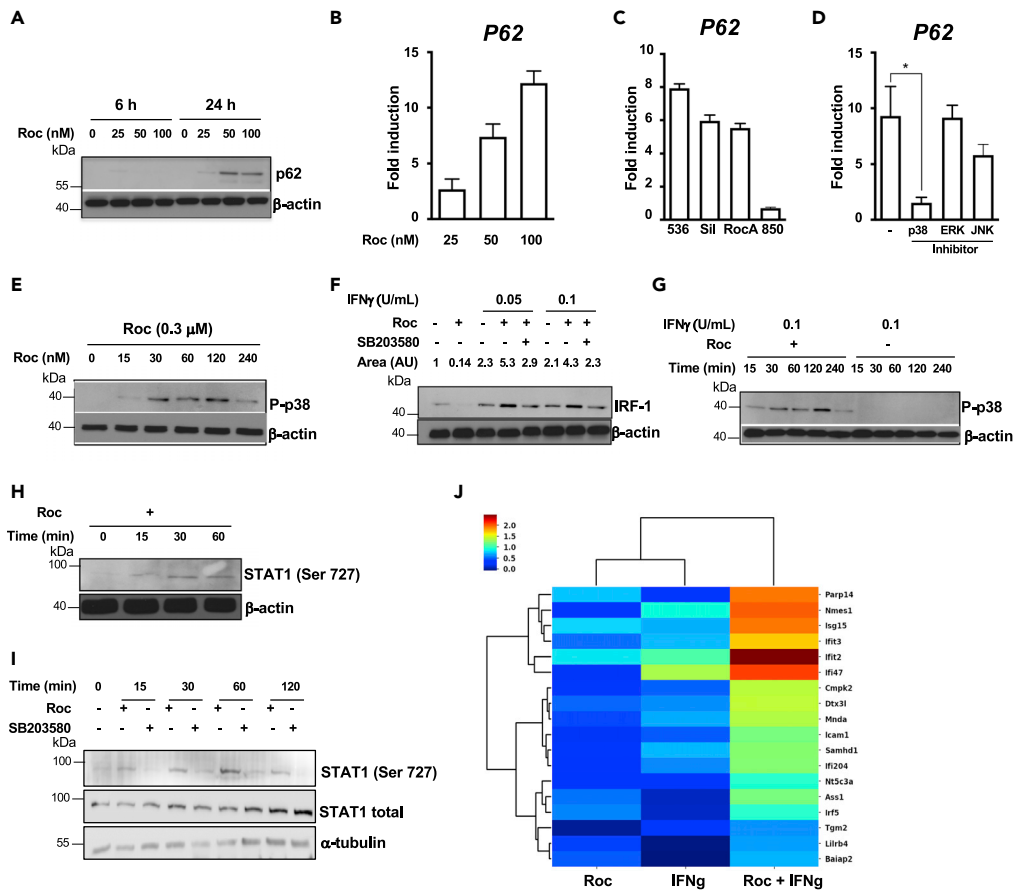 A
6 h 24 h
Roc (nM) 0 25 50 100 0 25 50 100
kDa
p62
55
40
β-actin
B
P62
Fold induction
15
10
5
0
Roc (nM) 25 50 100
C
P62
Fold induction
10
8
6
4
2
0
536 Sil RocA 850
D
P62
Fold induction
15
10
5
0
*
- p38 ERK JNK
Inhibitor
E
Roc (0.3 μM)
Roc (nM) 0 15 30 60 120 240
kDa
40
P-p38
40
β-actin
F
IFNγ (U/mL) 0.05 0.1
Roc - + - + + - + +
SB203580 - - - - + - - +
Area (AU) 1 0.14 2.3 5.3 2.9 2.1 4.3 2.3
kDa
40
IRF-1
40
β-actin
G
IFNγ (U/mL) 0.1 0.1
Roc + -
Time (min) 15 30 60 120 240 15 30 60 120 240
kDa
40
P-p38
40
β-actin
H
Roc +
Time (min) 0 15 30 60
kDa
100
STAT1 (Ser 727)
40
β-actin
I
Time (min) 0 15 30 60 120
Roc - + - + - + - + -
SB203580 - - + - + - + - +
kDa
100
STAT1 (Ser 727)
100
STAT1 total
55
α-tubulin
J
2.0
1.5
1.0
0.5
0.0
Parp14
Nmes1
Isg15
Ifit3
Ifit2
Ifi47
Cmpk2
Dtx3l
Mnda
Icam1
Samhd1
Ifi204
Nt5c3a
Ass1
Irf5
Tgm2
Lilrb4
Baiap2
Roc IFNg Roc + IFNg